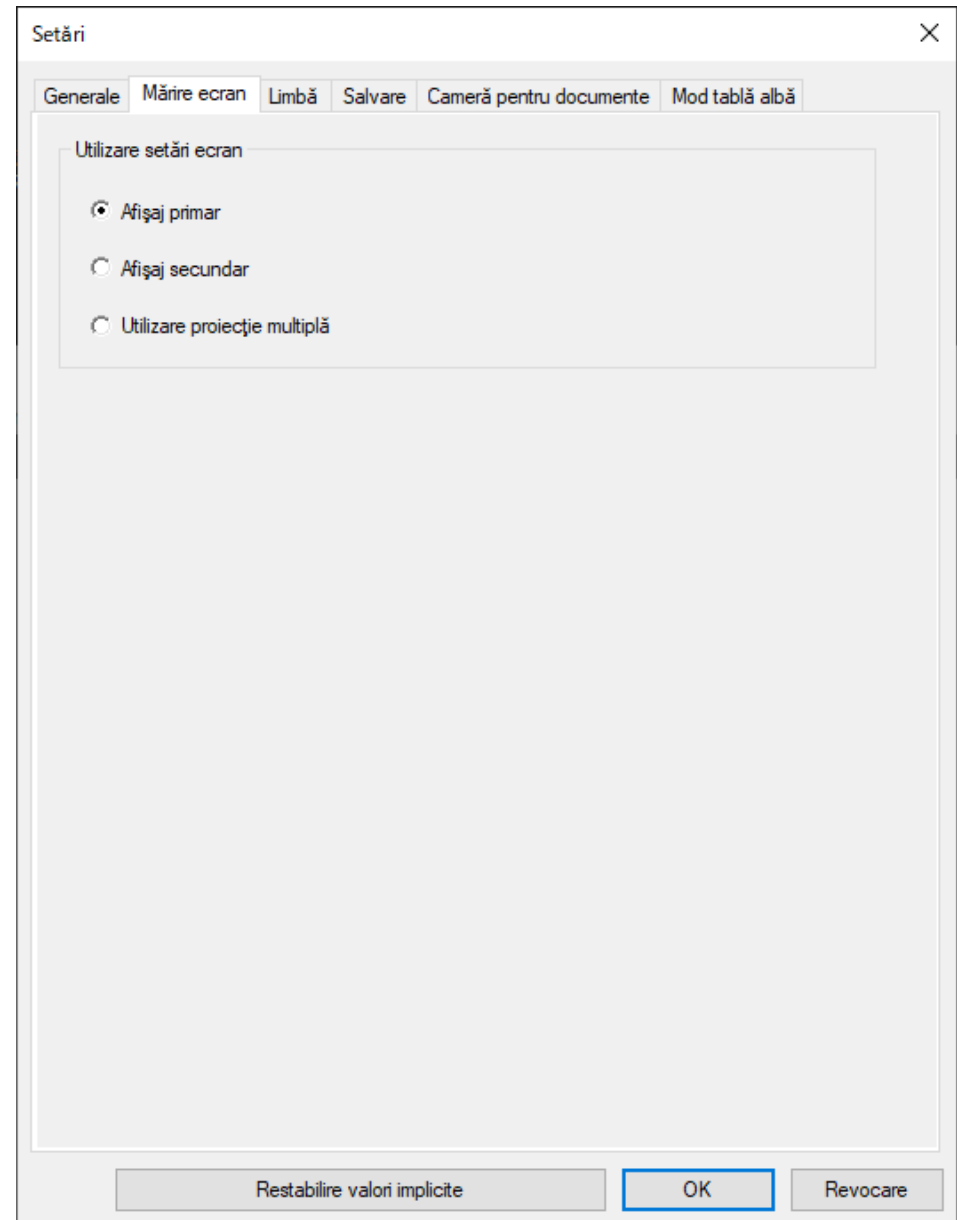 Setări
Generale Mărire ecran Limbă Salvare Cameră pentru documente Mod tablă albă
Utilizare setări ecran
Afişaj primar
Afişaj secundar
Utilizare proiecţie multiplă
Restabilire valori implicite OK Revocare